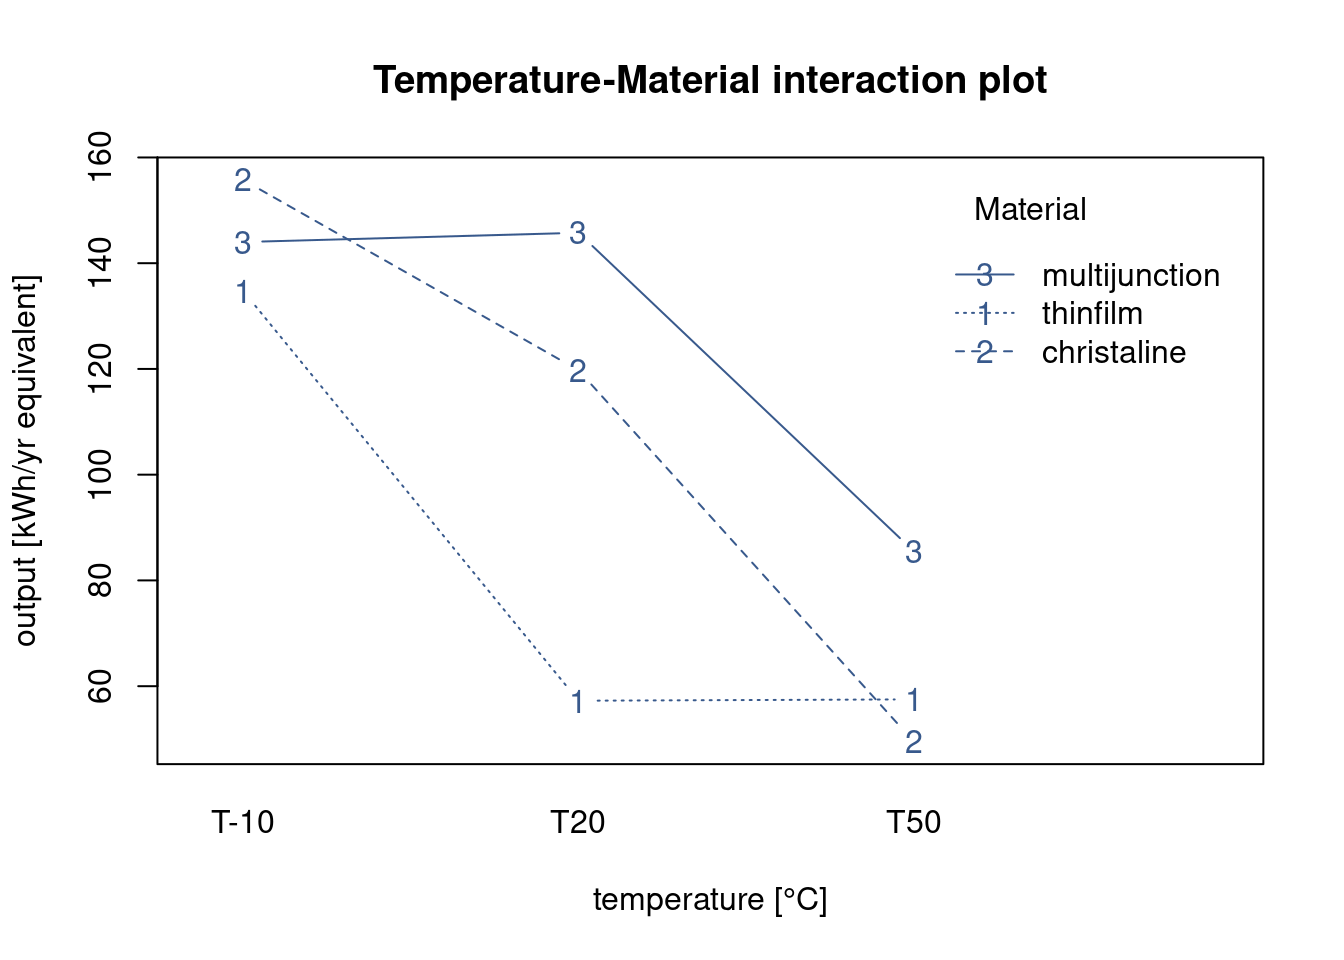 Temperature-Material interaction plot
output [kWh/yr equivalent]
160
140
120
100
80
60
2
3
1
3
2
1
3
1
2
Material
3 multijunction
1 thinfilm
2 christaline
T-10 T20 T50
temperature [°C]